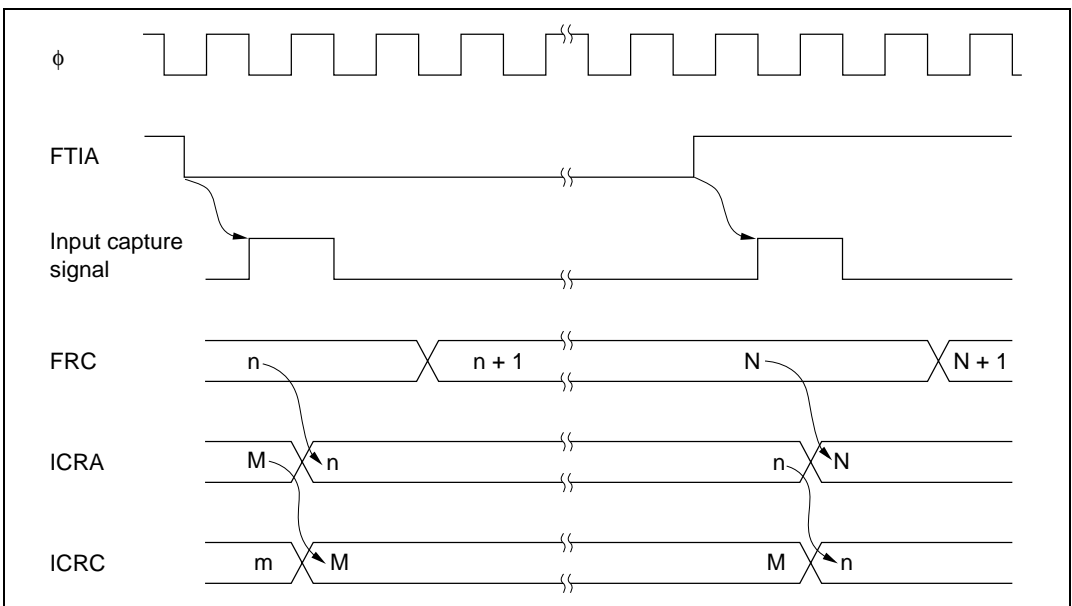 ϕ
FTIA
Input capture
signal
FRC n n + 1 N N + 1
ICRA M n n N
ICRC m M M n